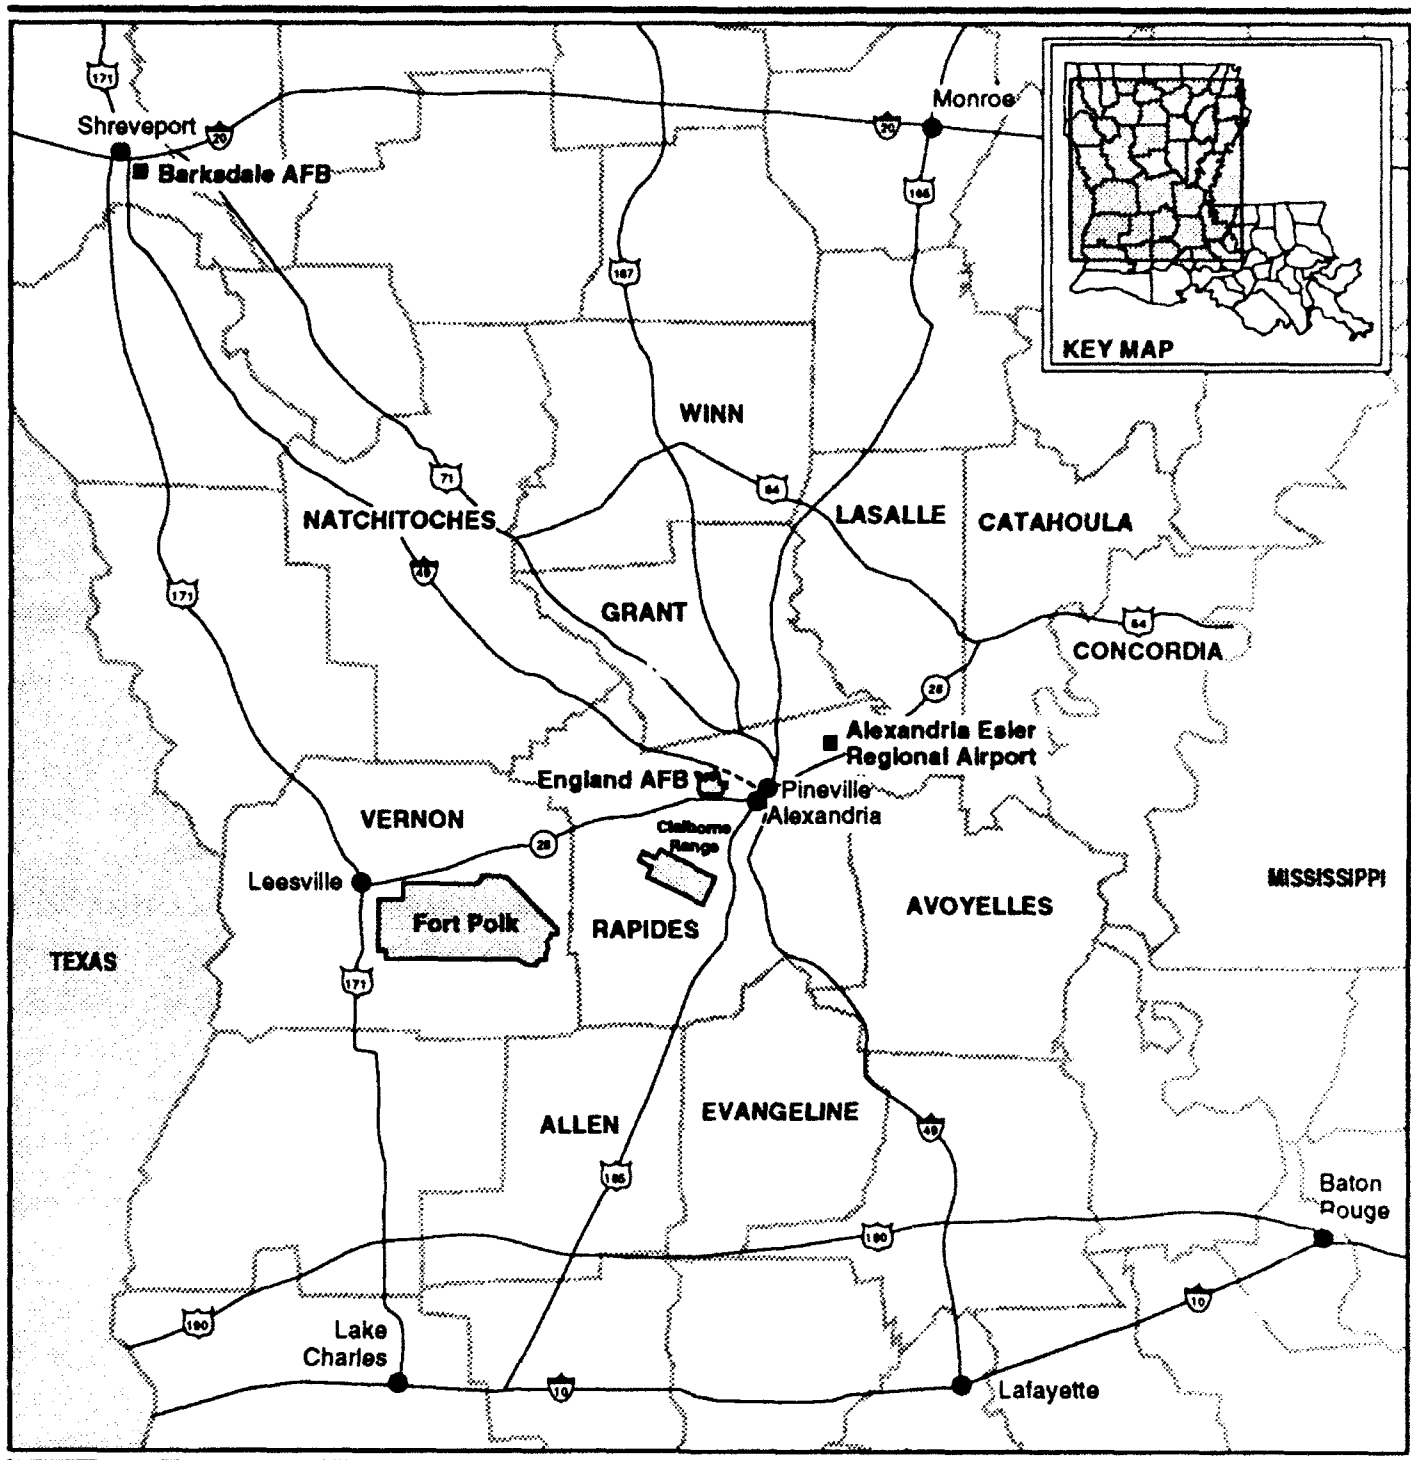 171
Shreveport
20
Barksdale AFB
20
Monroe
165
167
KEY MAP
WINN
71
84
NATCHITOCHES
LASALLE
CATAHOULA
49
171
GRANT
84
CONCORDIA
28
Alexandria Esler
Regional Airport
England AFB
Pineville
Alexandria
VERNON
28
Claiborne
Range
Leesville
Fort Polk
RAPIDES
AVOYELLES
MISSISSIPPI
TEXAS
171
ALLEN
EVANGELINE
49
165
Baton
Rouge
190
190
10
Lake
Charles
10
Lafayette